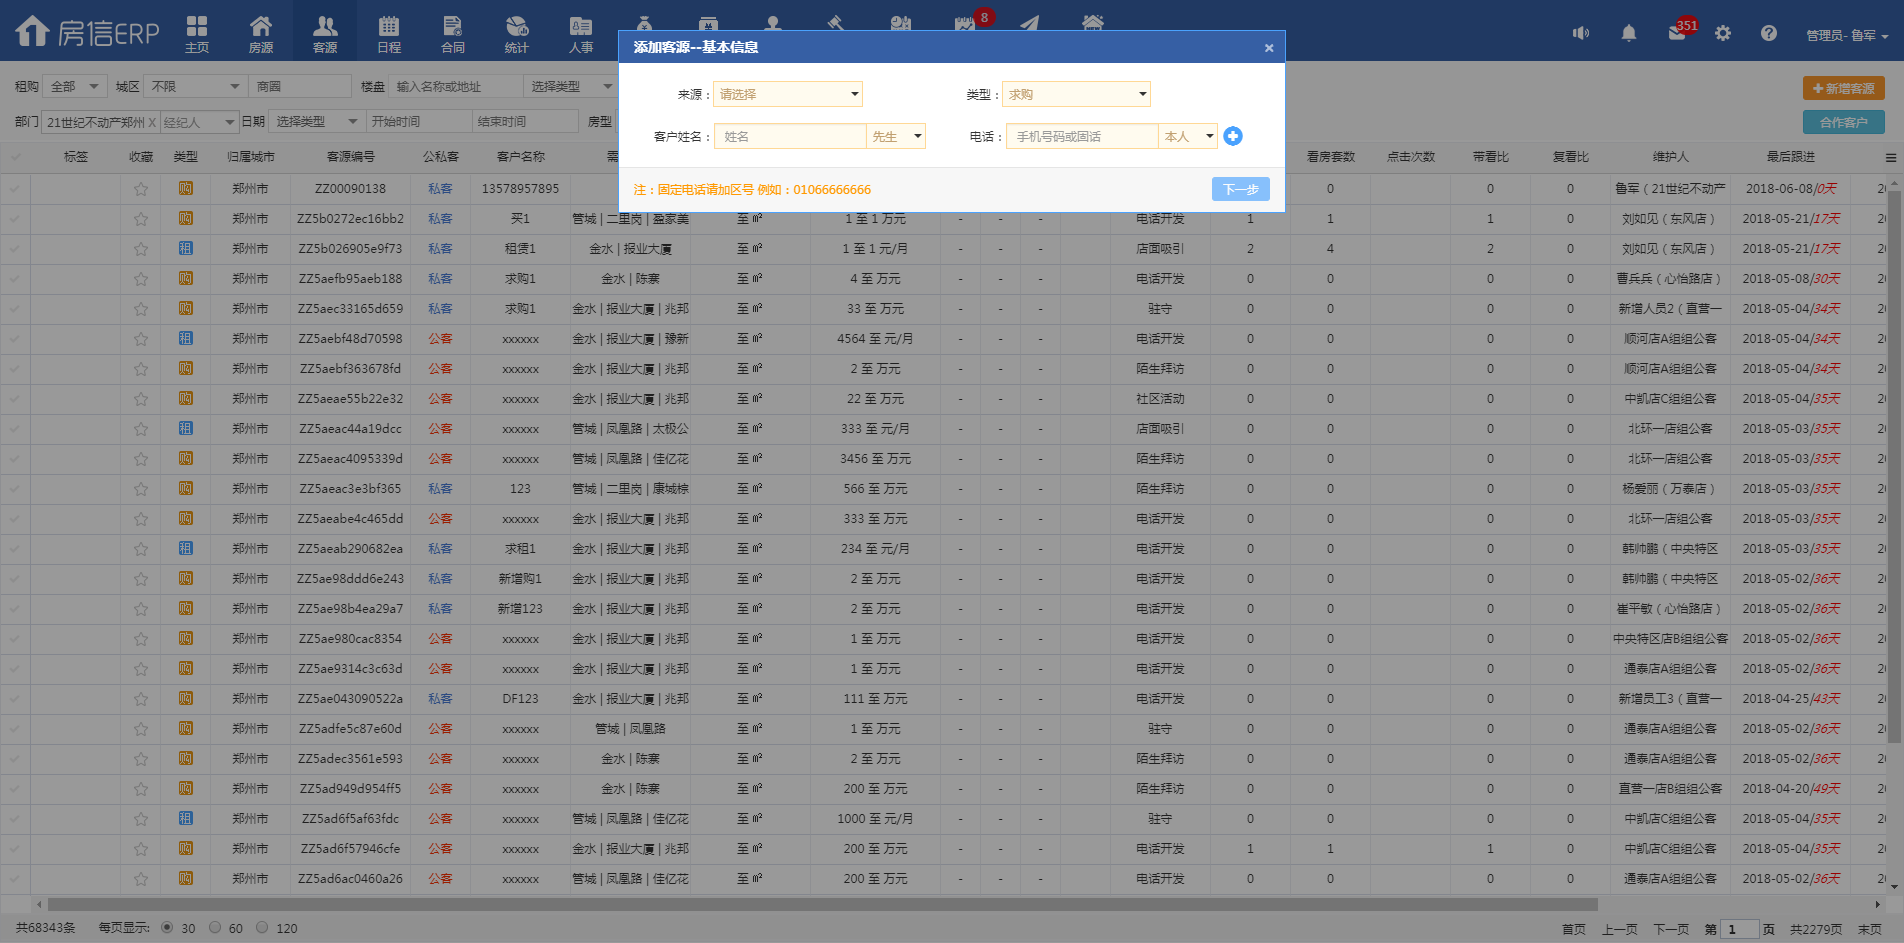 房信ERP 主页 房源 客源 日程 合同 统计 人事 8 351 管理员- 鲁军
添加客源--基本信息 ×
来源： 请选择 类型： 求购
客户姓名： 姓名 先生 电话： 手机号码或固话 本人
注：固定电话请加区号 例如：01066666666 下一步
租购 全部 城区 不限 商圈 楼盘 输入名称或地址 选择类型 新增客源
部门 21世纪不动产郑州 X 经纪人 日期 选择类型 开始时间 结束时间 房型 合作客户
标签 收藏 类型 归属城市 客源编号 公私客 客户名称 需 看房套数 点击次数 带看比 复看比 维护人 最后跟进
购 郑州市 ZZ00090138 私客 13578957895 0 0 0 鲁军（21世纪不动产 2018-06-08/0天 20
购 郑州市 ZZ5b0272ec16bb2 私客 买1 管城 | 二里岗 | 盈家美 至 ㎡ 1 至 1 万元 - - - 电话开发 1 1 1 0 刘如见（东风店） 2018-05-21/17天 20
租 郑州市 ZZ5b026905e9f73 私客 租赁1 金水 | 报业大厦 至 ㎡ 1 至 1 元/月 - - - 店面吸引 2 4 2 0 刘如见（东风店） 2018-05-21/17天 20
购 郑州市 ZZ5aefb95aeb188 私客 求购1 金水 | 陈寨 至 ㎡ 4 至 万元 - - - 电话开发 0 0 0 0 曹兵兵（心怡路店） 2018-05-08/30天 20
购 郑州市 ZZ5aec33165d659 私客 求购1 金水 | 报业大厦 | 兆邦 至 ㎡ 33 至 万元 - - - 驻守 0 0 0 0 新增人员2（直营一 2018-05-04/34天 20
租 郑州市 ZZ5aebf48d70598 公客 xxxxxx 金水 | 报业大厦 | 豫新 至 ㎡ 4564 至 元/月 - - - 电话开发 0 0 0 0 顺河店A组组公客 2018-05-04/34天 20
购 郑州市 ZZ5aebf363678fd 公客 xxxxxx 金水 | 报业大厦 | 兆邦 至 ㎡ 2 至 万元 - - - 陌生拜访 0 0 0 0 顺河店A组组公客 2018-05-04/34天 20
购 郑州市 ZZ5aeae55b22e32 公客 xxxxxx 金水 | 报业大厦 | 兆邦 至 ㎡ 22 至 万元 - - - 社区活动 0 0 0 0 中凯店C组组公客 2018-05-04/35天 20
租 郑州市 ZZ5aeac44a19dcc 公客 xxxxxx 管城 | 凤凰路 | 太极公 至 ㎡ 333 至 元/月 - - - 店面吸引 0 0 0 0 北环一店组公客 2018-05-03/35天 20
购 郑州市 ZZ5aeac4095339d 公客 xxxxxx 管城 | 凤凰路 | 佳亿花 至 ㎡ 3456 至 万元 - - - 陌生拜访 0 0 0 0 北环一店组公客 2018-05-03/35天 20
购 郑州市 ZZ5aeac3e3bf365 私客 123 管城 | 二里岗 | 康城棕 至 ㎡ 566 至 万元 - - - 陌生拜访 0 0 0 0 杨爱丽（万泰店） 2018-05-03/35天 20
购 郑州市 ZZ5aeabe4c465dd 公客 xxxxxx 金水 | 报业大厦 | 兆邦 至 ㎡ 333 至 万元 - - - 电话开发 0 0 0 0 北环一店组公客 2018-05-03/35天 20
租 郑州市 ZZ5aeab290682ea 私客 求租1 金水 | 报业大厦 | 兆邦 至 ㎡ 234 至 元/月 - - - 电话开发 0 0 0 0 韩帅鹏（中央特区 2018-05-03/35天 20
购 郑州市 ZZ5ae98ddd6e243 私客 新增购1 金水 | 报业大厦 | 兆邦 至 ㎡ 2 至 万元 - - - 电话开发 0 0 0 0 韩帅鹏（中央特区 2018-05-02/36天 20
购 郑州市 ZZ5ae98b4ea29a7 私客 新增123 金水 | 报业大厦 | 兆邦 至 ㎡ 2 至 万元 - - - 电话开发 0 0 0 0 崔平敏（心怡路店） 2018-05-02/36天 20
购 郑州市 ZZ5ae980cac8354 公客 xxxxxx 金水 | 报业大厦 | 兆邦 至 ㎡ 1 至 万元 - - - 电话开发 0 0 0 0 中央特区店B组组公客 2018-05-02/36天 20
购 郑州市 ZZ5ae9314c3c63d 公客 xxxxxx 金水 | 报业大厦 | 兆邦 至 ㎡ 1 至 万元 - - - 电话开发 0 0 0 0 通泰店A组组公客 2018-05-02/36天 20
购 郑州市 ZZ5ae043090522a 私客 DF123 金水 | 报业大厦 | 兆邦 至 ㎡ 111 至 万元 - - - 电话开发 0 0 0 0 新增员工3（直营一 2018-04-25/43天 20
购 郑州市 ZZ5adfe5c87e60d 公客 xxxxxx 管城 | 凤凰路 至 ㎡ 1 至 万元 - - - 驻守 0 0 0 0 通泰店A组组公客 2018-05-02/36天 20
购 郑州市 ZZ5adec3561e593 公客 xxxxxx 金水 | 陈寨 至 ㎡ 2 至 万元 - - - 陌生拜访 0 0 0 0 通泰店A组组公客 2018-05-02/36天 20
购 郑州市 ZZ5ad949d954ff5 公客 xxxxxx 金水 | 陈寨 至 ㎡ 200 至 万元 - - - 陌生拜访 0 0 0 0 直营一店B组组公客 2018-04-20/49天 20
租 郑州市 ZZ5ad6f5af63fdc 公客 xxxxxx 管城 | 凤凰路 | 佳亿花 至 ㎡ 1000 至 元/月 - - - 驻守 0 0 0 0 中凯店C组组公客 2018-05-04/35天 20
购 郑州市 ZZ5ad6f57946cfe 公客 xxxxxx 金水 | 报业大厦 | 兆邦 至 ㎡ 200 至 万元 - - - 电话开发 1 1 1 0 中凯店C组组公客 2018-05-04/35天 20
购 郑州市 ZZ5ad6ac0460a26 公客 xxxxxx 管城 | 凤凰路 | 佳亿花 至 ㎡ 200 至 万元 - - - 电话开发 0 0 0 0 通泰店A组组公客 2018-05-02/36天 20
共68343条 每页显示: 30 60 120 首页 上一页 下一页 第 1 页 共2279页 末页